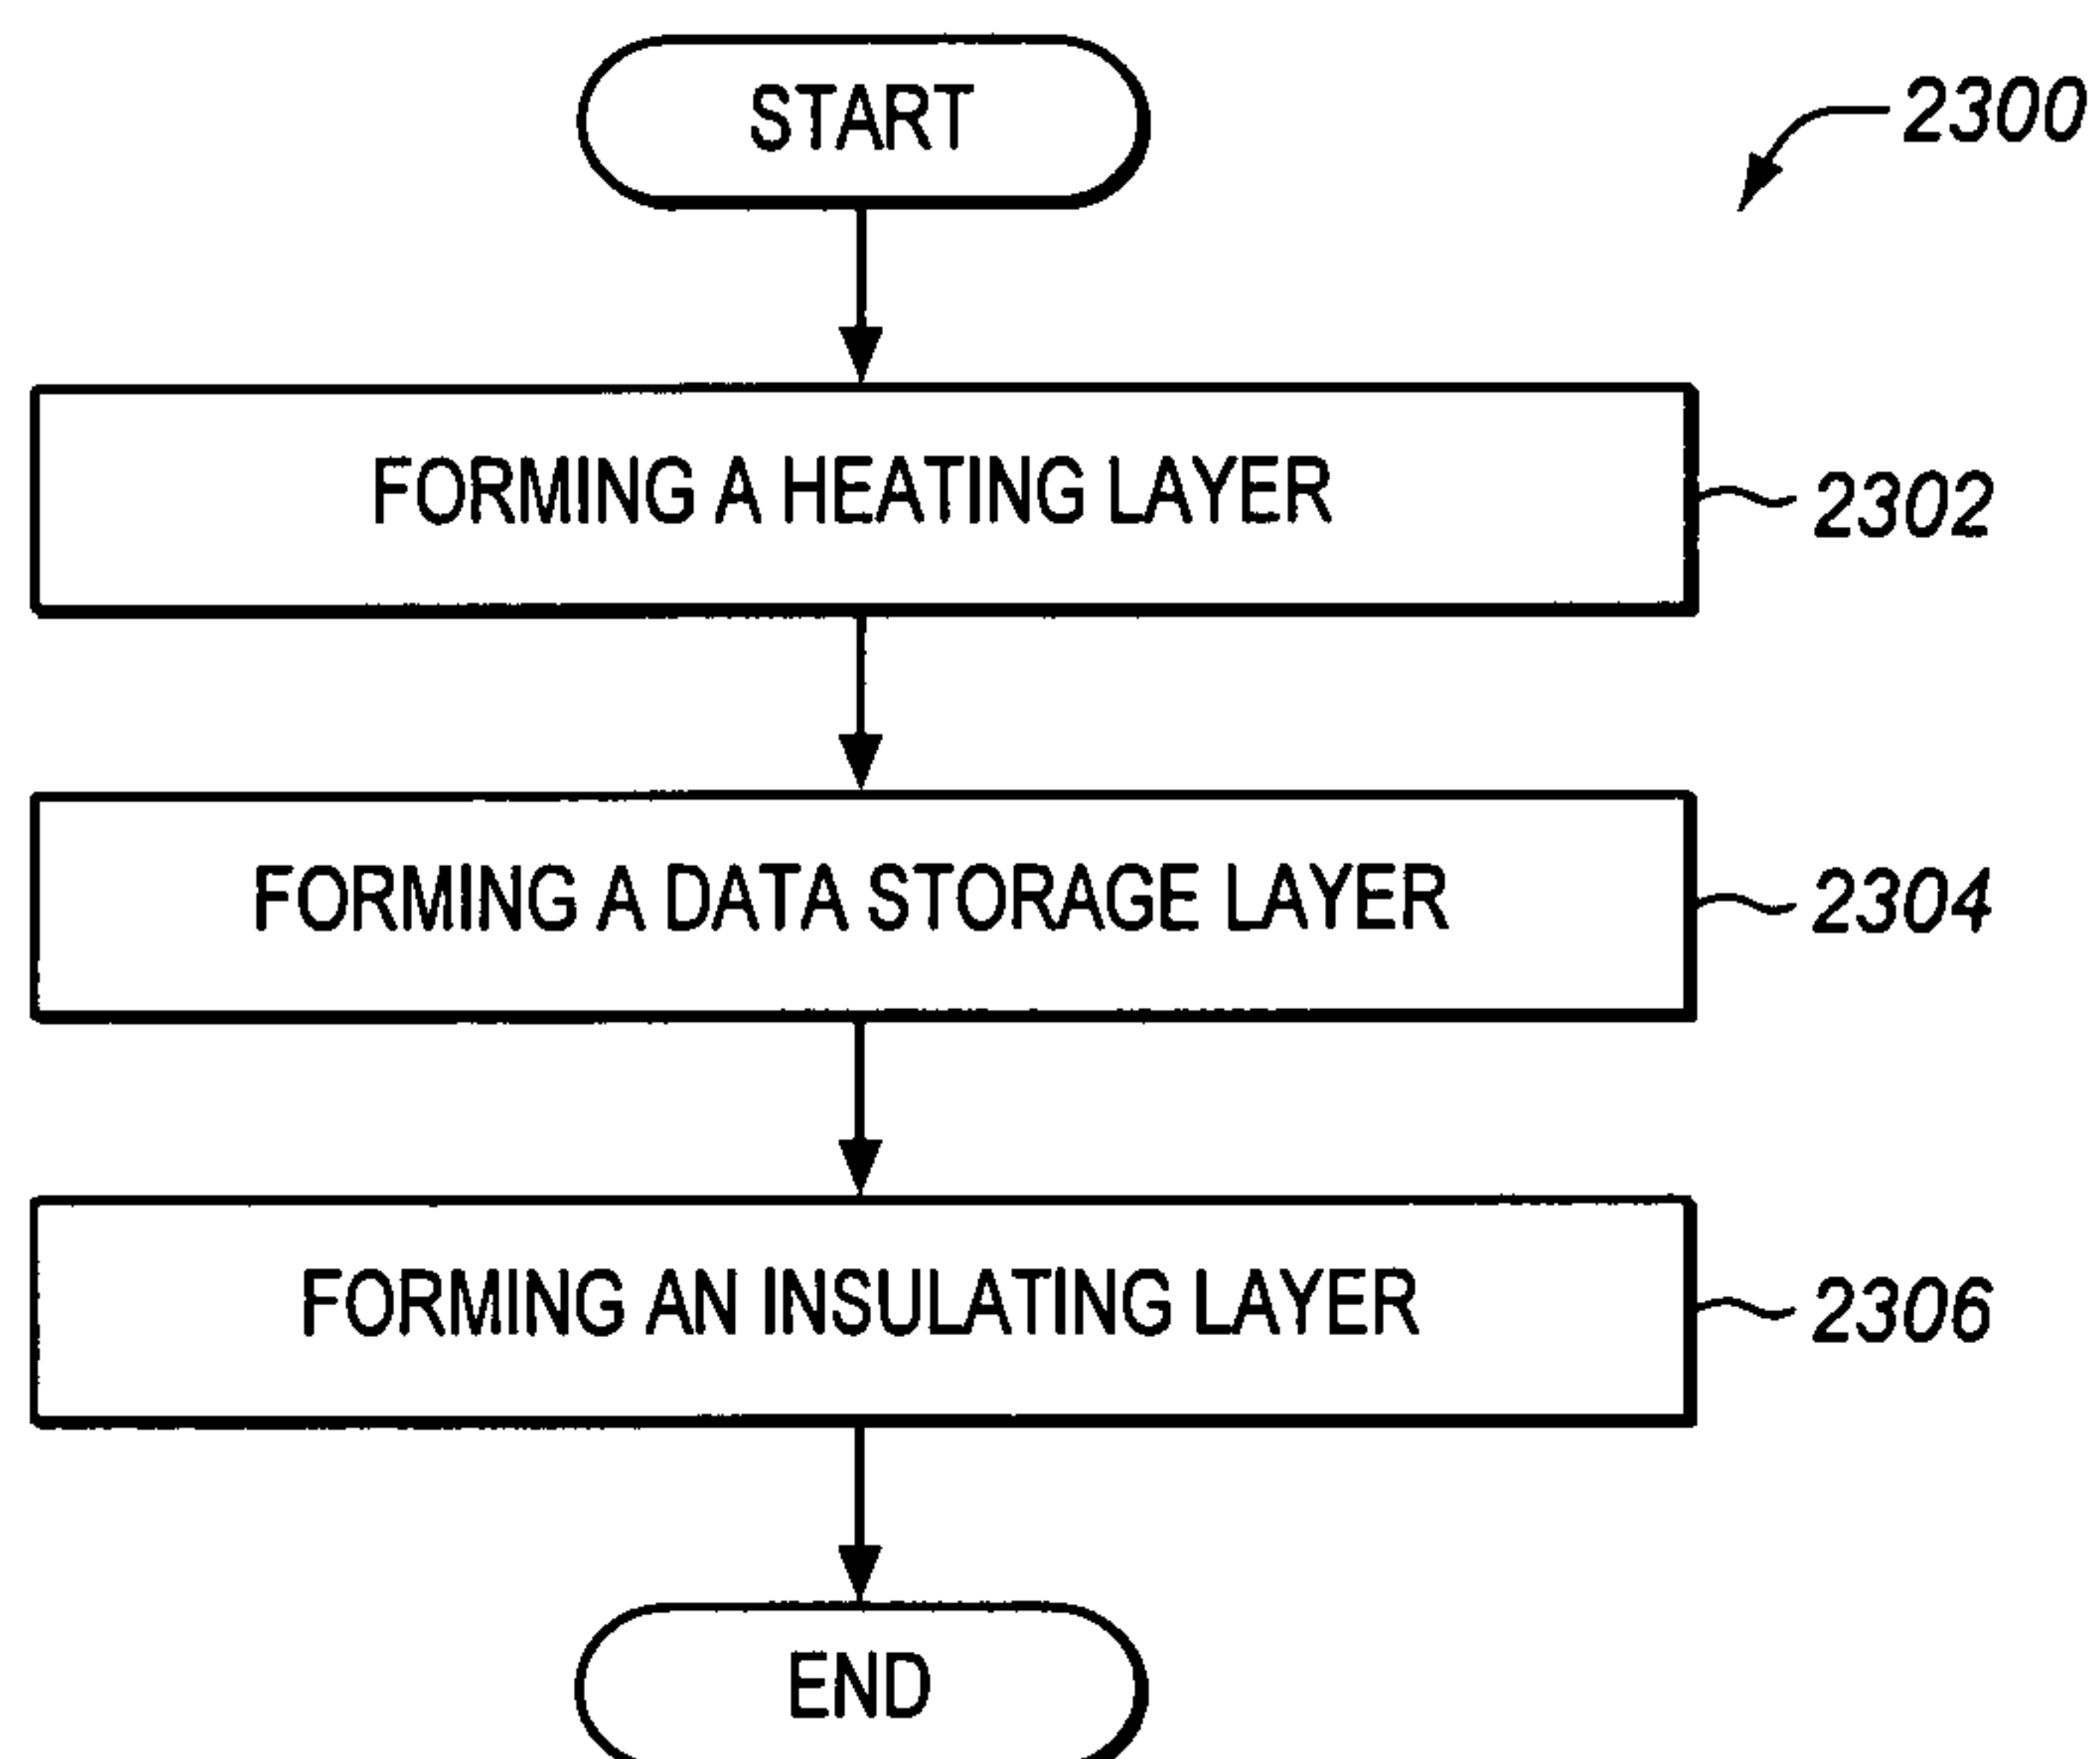 START
2300
FORMING A HEATING LAYER
2302
FORMING A DATA STORAGE LAYER
2304
FORMING AN INSULATING LAYER
2306
END